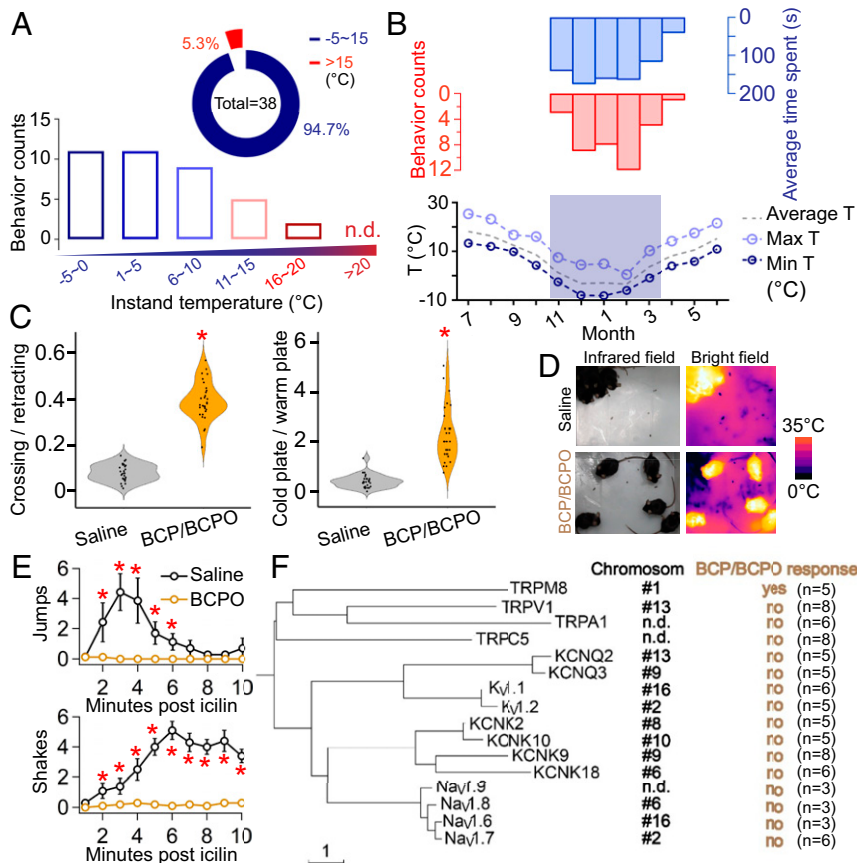 A
5.3%
-5~15
>15
(°C)
Total=38
94.7%
Behavior counts
15
10
5
0
n.d.
-5~0
1~5
6~10
11~15
16~20
>20
Instand temperature (°C)
B
0
100
200
Average time spent (s)
Behavior counts
0
4
8
12
T (°C)
30
10
-10
7
9
11
1
3
5
Month
Average T
Max T
Min T
(°C)
C
Crossing / retracting
0.6
0.4
0.2
0
*
Saline
BCP/BCPO
Cold plate / warm plate
6
4
2
0
*
Saline
BCP/BCPO
D
Infrared field
Bright field
Saline
BCP/BCPO
35°C
0°C
E
Jumps
6
4
2
0
* * * * *
Saline
BCPO
2 4 6 8 10
Minutes post icilin
Shakes
6
4
2
0
* * * * * * * * *
2 4 6 8 10
Minutes post icilin
F
Chromosom BCP/BCPO response
TRPM8 #1 yes (n=5)
TRPV1 #13 no (n=8)
TRPA1 n.d. no (n=6)
TRPC5 n.d. no (n=8)
KCNQ2 #13 no (n=5)
KCNQ3 #9 no (n=5)
Kv1.1 #16 no (n=6)
Kv1.2 #2 no (n=5)
KCNK2 #8 no (n=5)
KCNK10 #10 no (n=5)
KCNK9 #9 no (n=8)
KCNK18 #6 no (n=6)
Nav1.9 n.d. no (n=3)
Nav1.8 #6 no (n=3)
Nav1.6 #16 no (n=3)
Nav1.7 #2 no (n=6)
1